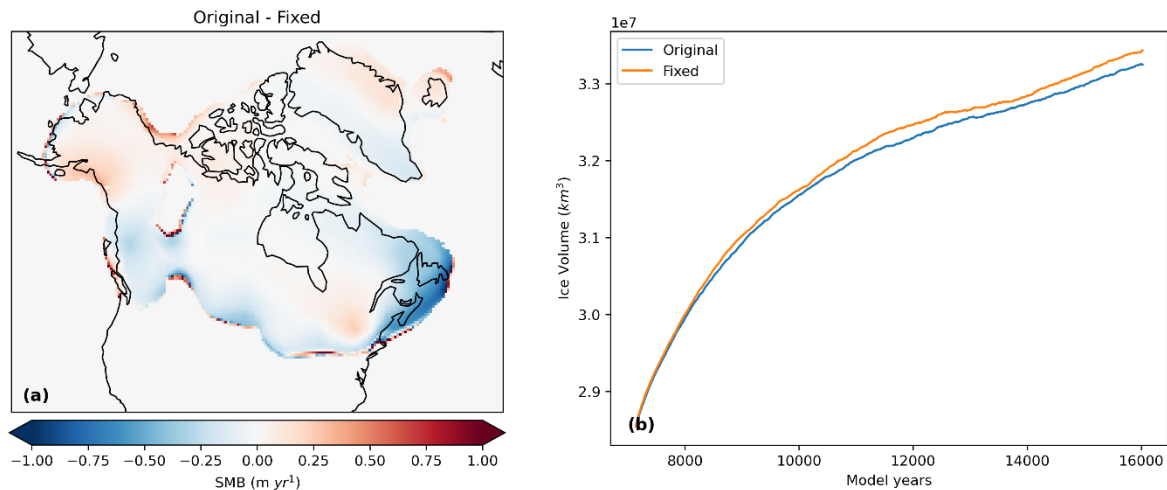 Original - Fixed
(a)
−1.00 −0.75 −0.50 −0.25 0.00 0.25 0.50 0.75 1.00
SMB (m yr¹)
1e7
Original
Fixed
3.3
3.2
3.1
3.0
2.9
Ice Volume (km³)
(b)
8000 10000 12000 14000 16000
Model years